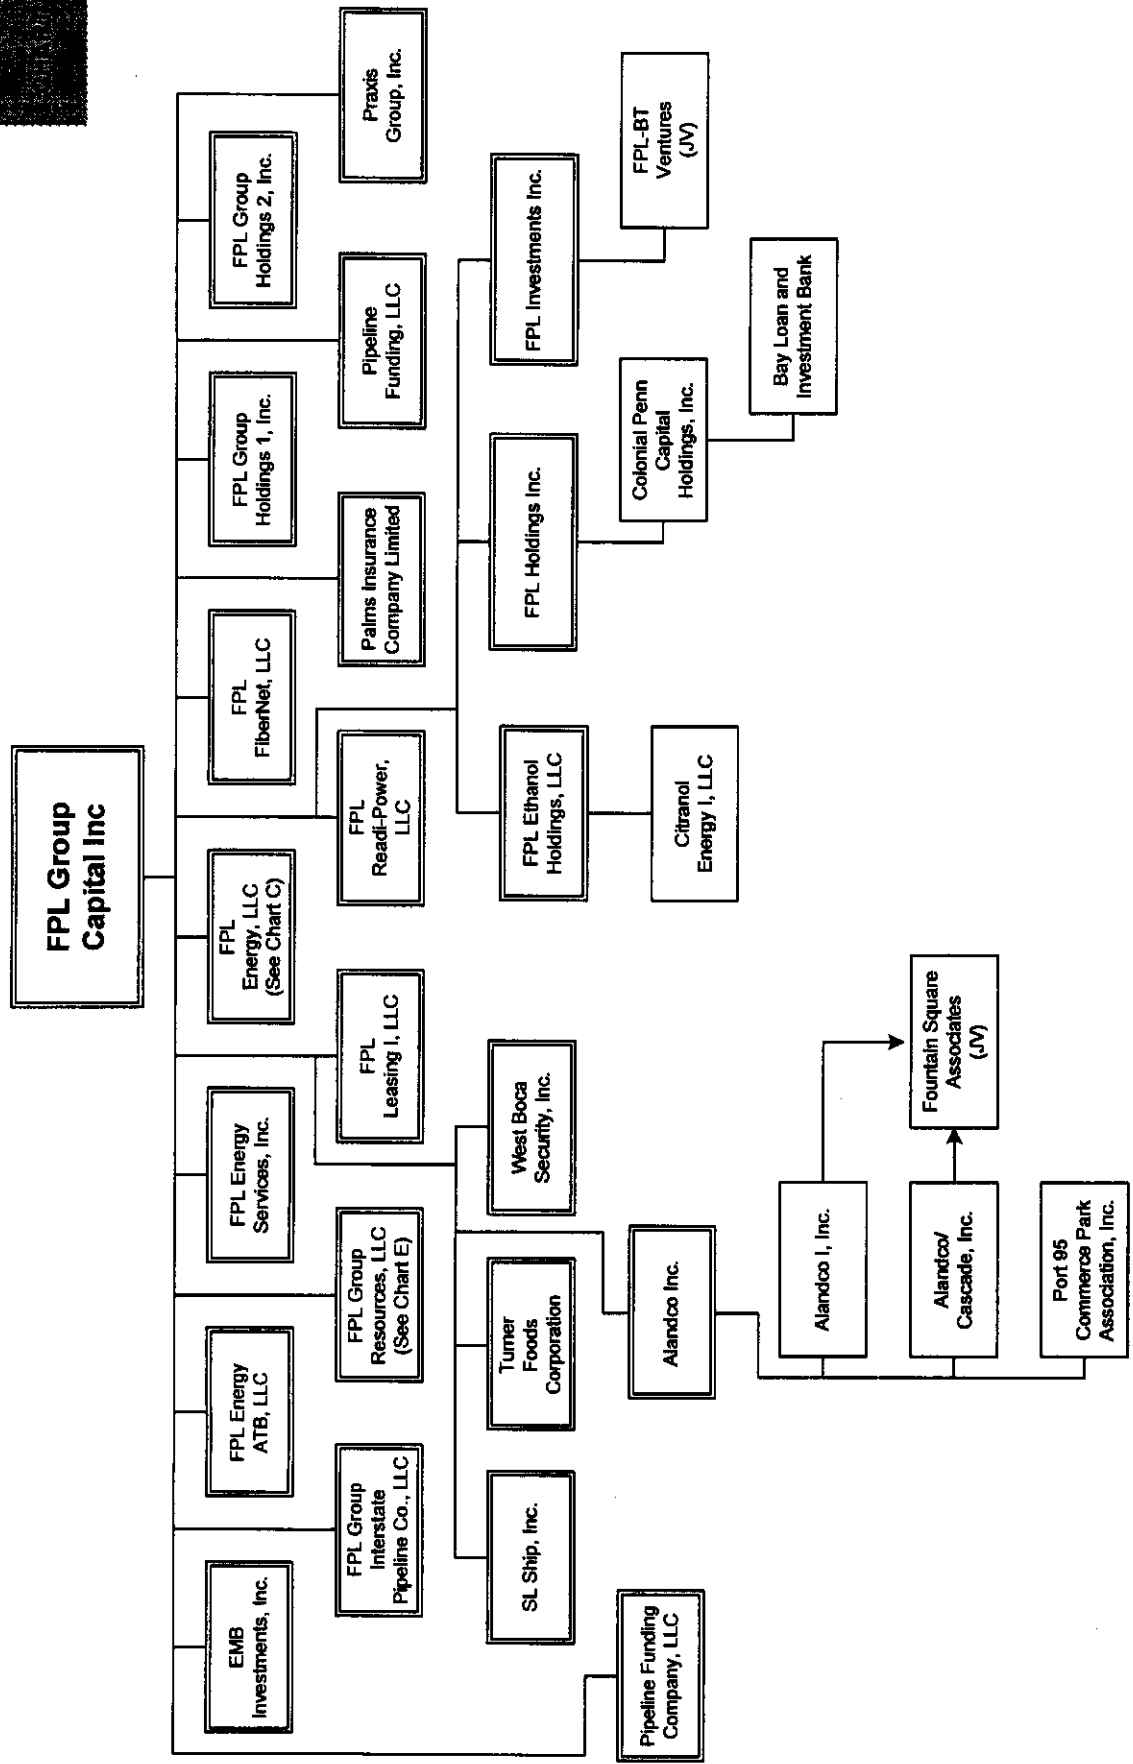 FPL Group
Capital Inc
EMB
Investments, Inc.
FPL Energy
ATB, LLC
FPL Energy
Services, Inc.
FPL
Energy, LLC
(See Chart C)
FPL
FiberNet, LLC
FPL Group
Holdings 1, Inc.
FPL Group
Holdings 2, Inc.
FPL Group
Interstate
Pipeline Co., LLC
FPL Group
Resources, LLC
(See Chart E)
FPL
Leasing I, LLC
FPL
Readi-Power,
LLC
Palms Insurance
Company Limited
Pipeline
Funding, LLC
Praxis
Group, Inc.
SL Ship, Inc.
Turner
Foods
Corporation
West Boca
Security, Inc.
FPL Ethanol
Holdings, LLC
FPL Holdings Inc.
FPL Investments Inc.
Pipeline Funding
Company, LLC
Alandco Inc.
Citranol
Energy I, LLC
Colonial Penn
Capital
Holdings, Inc.
FPL-BT
Ventures
(JV)
Alandco I, Inc.
Bay Loan and
Investment Bank
Alandco/
Cascade, Inc.
Fountain Square
Associates
(JV)
Port 95
Commerce Park
Association, Inc.